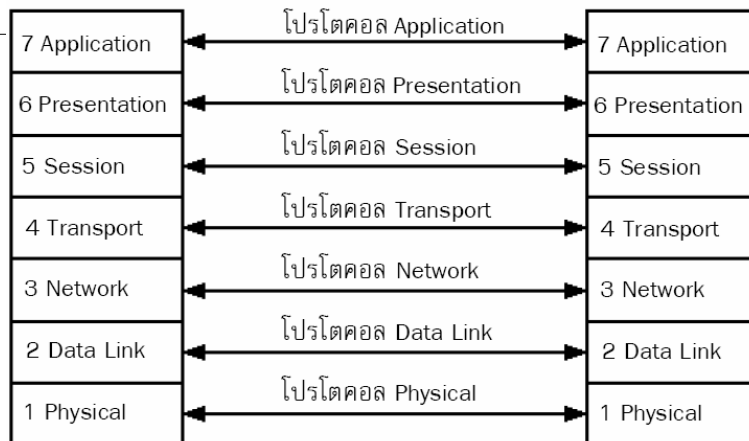 7 Application โปรโตคอล Application 7 Application
6 Presentation โปรโตคอล Presentation 6 Presentation
5 Session โปรโตคอล Session 5 Session
4 Transport โปรโตคอล Transport 4 Transport
3 Network โปรโตคอล Network 3 Network
2 Data Link โปรโตคอล Data Link 2 Data Link
1 Physical โปรโตคอล Physical 1 Physical